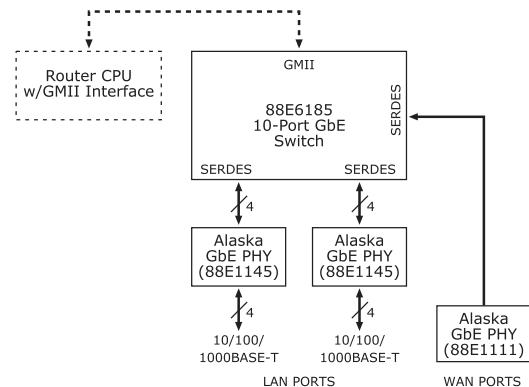 GMII
Router CPU
w/GMII Interface
88E6185
10-Port GbE
Switch
SERDES
SERDES
SERDES
4
4
Alaska
GbE PHY
(88E1145)
Alaska
GbE PHY
(88E1145)
4
4
Alaska
GbE PHY
(88E1111)
10/100/
1000BASE-T
10/100/
1000BASE-T
LAN PORTS
WAN PORTS